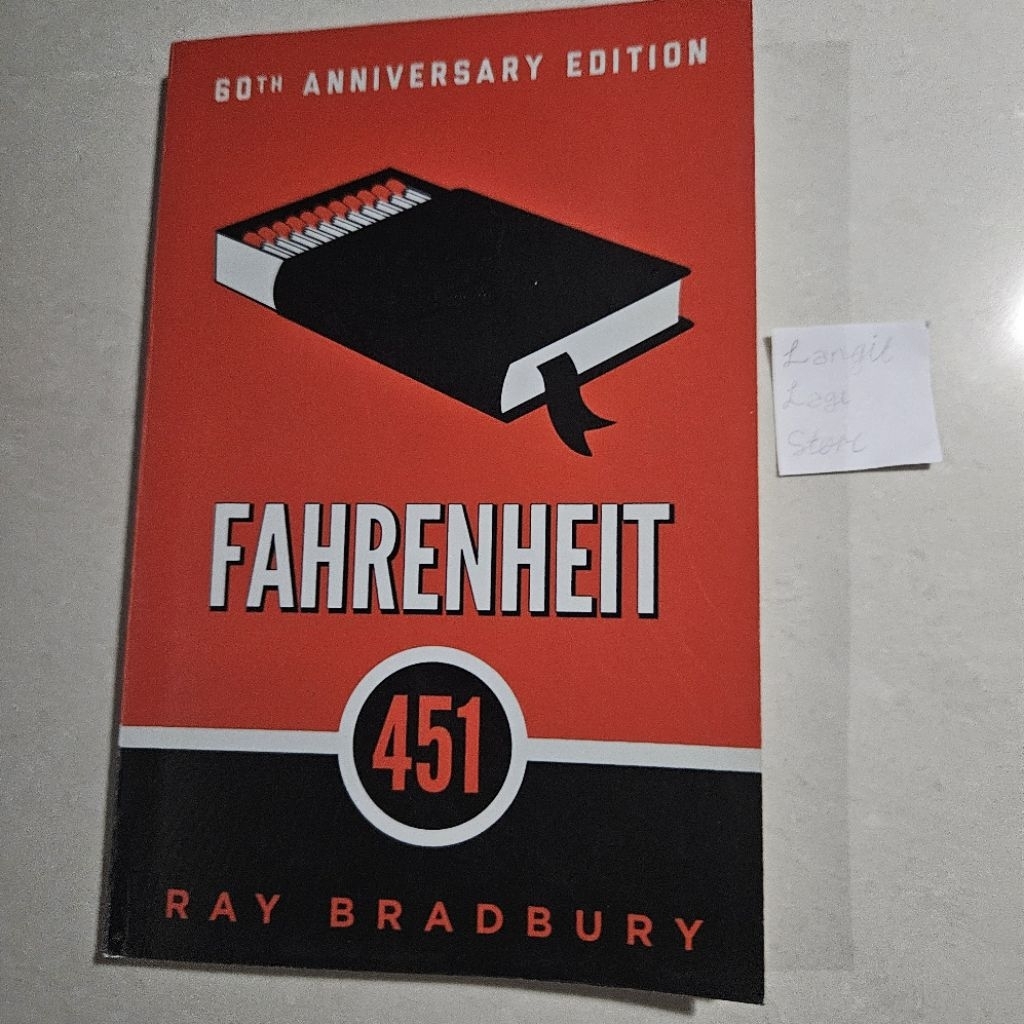 60TH ANNIVERSARY EDITION
FAHRENHEIT
451
RAY BRADBURY
Langit
Store